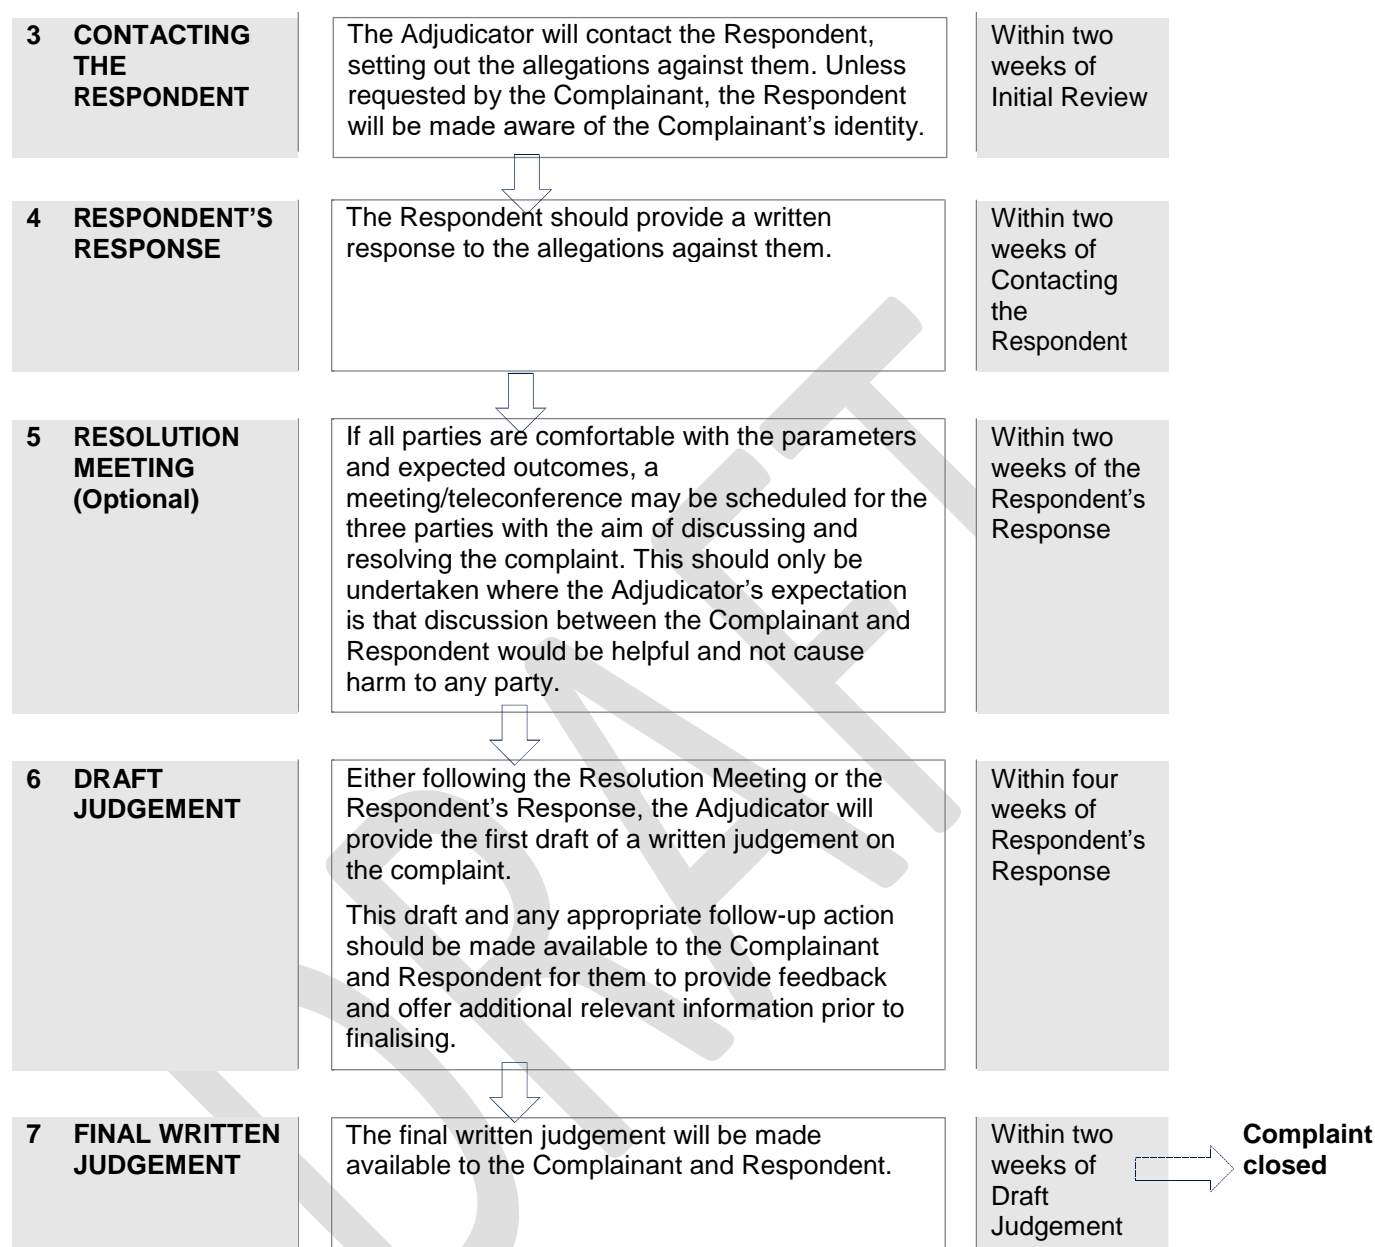 3 CONTACTING
THE
RESPONDENT
The Adjudicator will contact the Respondent,
setting out the allegations against them. Unless
requested by the Complainant, the Respondent
will be made aware of the Complainant’s identity.
Within two
weeks of
Initial Review
4 RESPONDENT’S
RESPONSE
The Respondent should provide a written
response to the allegations against them.
Within two
weeks of
Contacting
the
Respondent
5 RESOLUTION
MEETING
(Optional)
If all parties are comfortable with the parameters
and expected outcomes, a
meeting/teleconference may be scheduled for the
three parties with the aim of discussing and
resolving the complaint. This should only be
undertaken where the Adjudicator’s expectation
is that discussion between the Complainant and
Respondent would be helpful and not cause
harm to any party.
Within two
weeks of the
Respondent’s
Response
6 DRAFT
JUDGEMENT
Either following the Resolution Meeting or the
Respondent’s Response, the Adjudicator will
provide the first draft of a written judgement on
the complaint.
This draft and any appropriate follow-up action
should be made available to the Complainant
and Respondent for them to provide feedback
and offer additional relevant information prior to
finalising.
Within four
weeks of
Respondent’s
Response
7 FINAL WRITTEN
JUDGEMENT
The final written judgement will be made
available to the Complainant and Respondent.
Within two
weeks of
Draft
Judgement
Complaint
closed
DRAFT